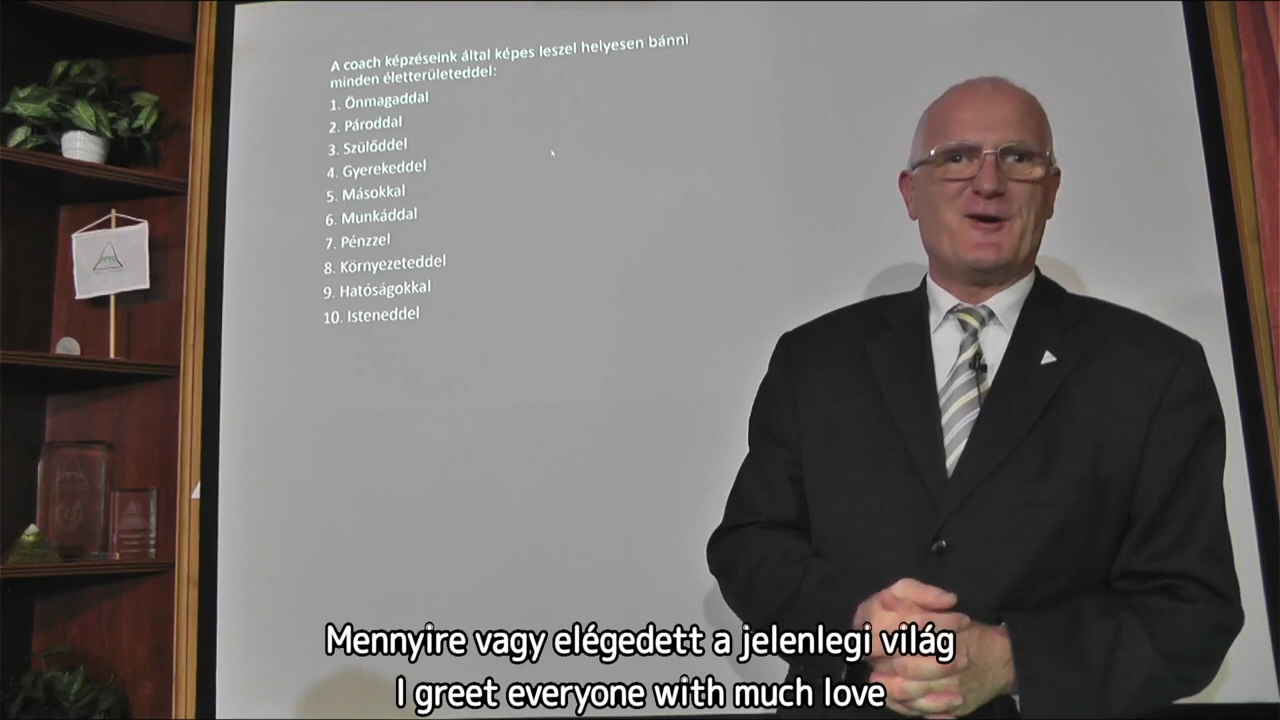 A coach képzéseink által képes leszel helyesen bánni
minden életterületeddel:
1. Önmagaddal
2. Pároddal
3. Szülőddel
4. Gyerekeddel
5. Másokkal
6. Munkáddal
7. Pénzzel
8. Környezeteddel
9. Hatóságokkal
10. Isteneddel
Mennyire vagy elégedett a jelenlegi világ
I greet everyone with much love